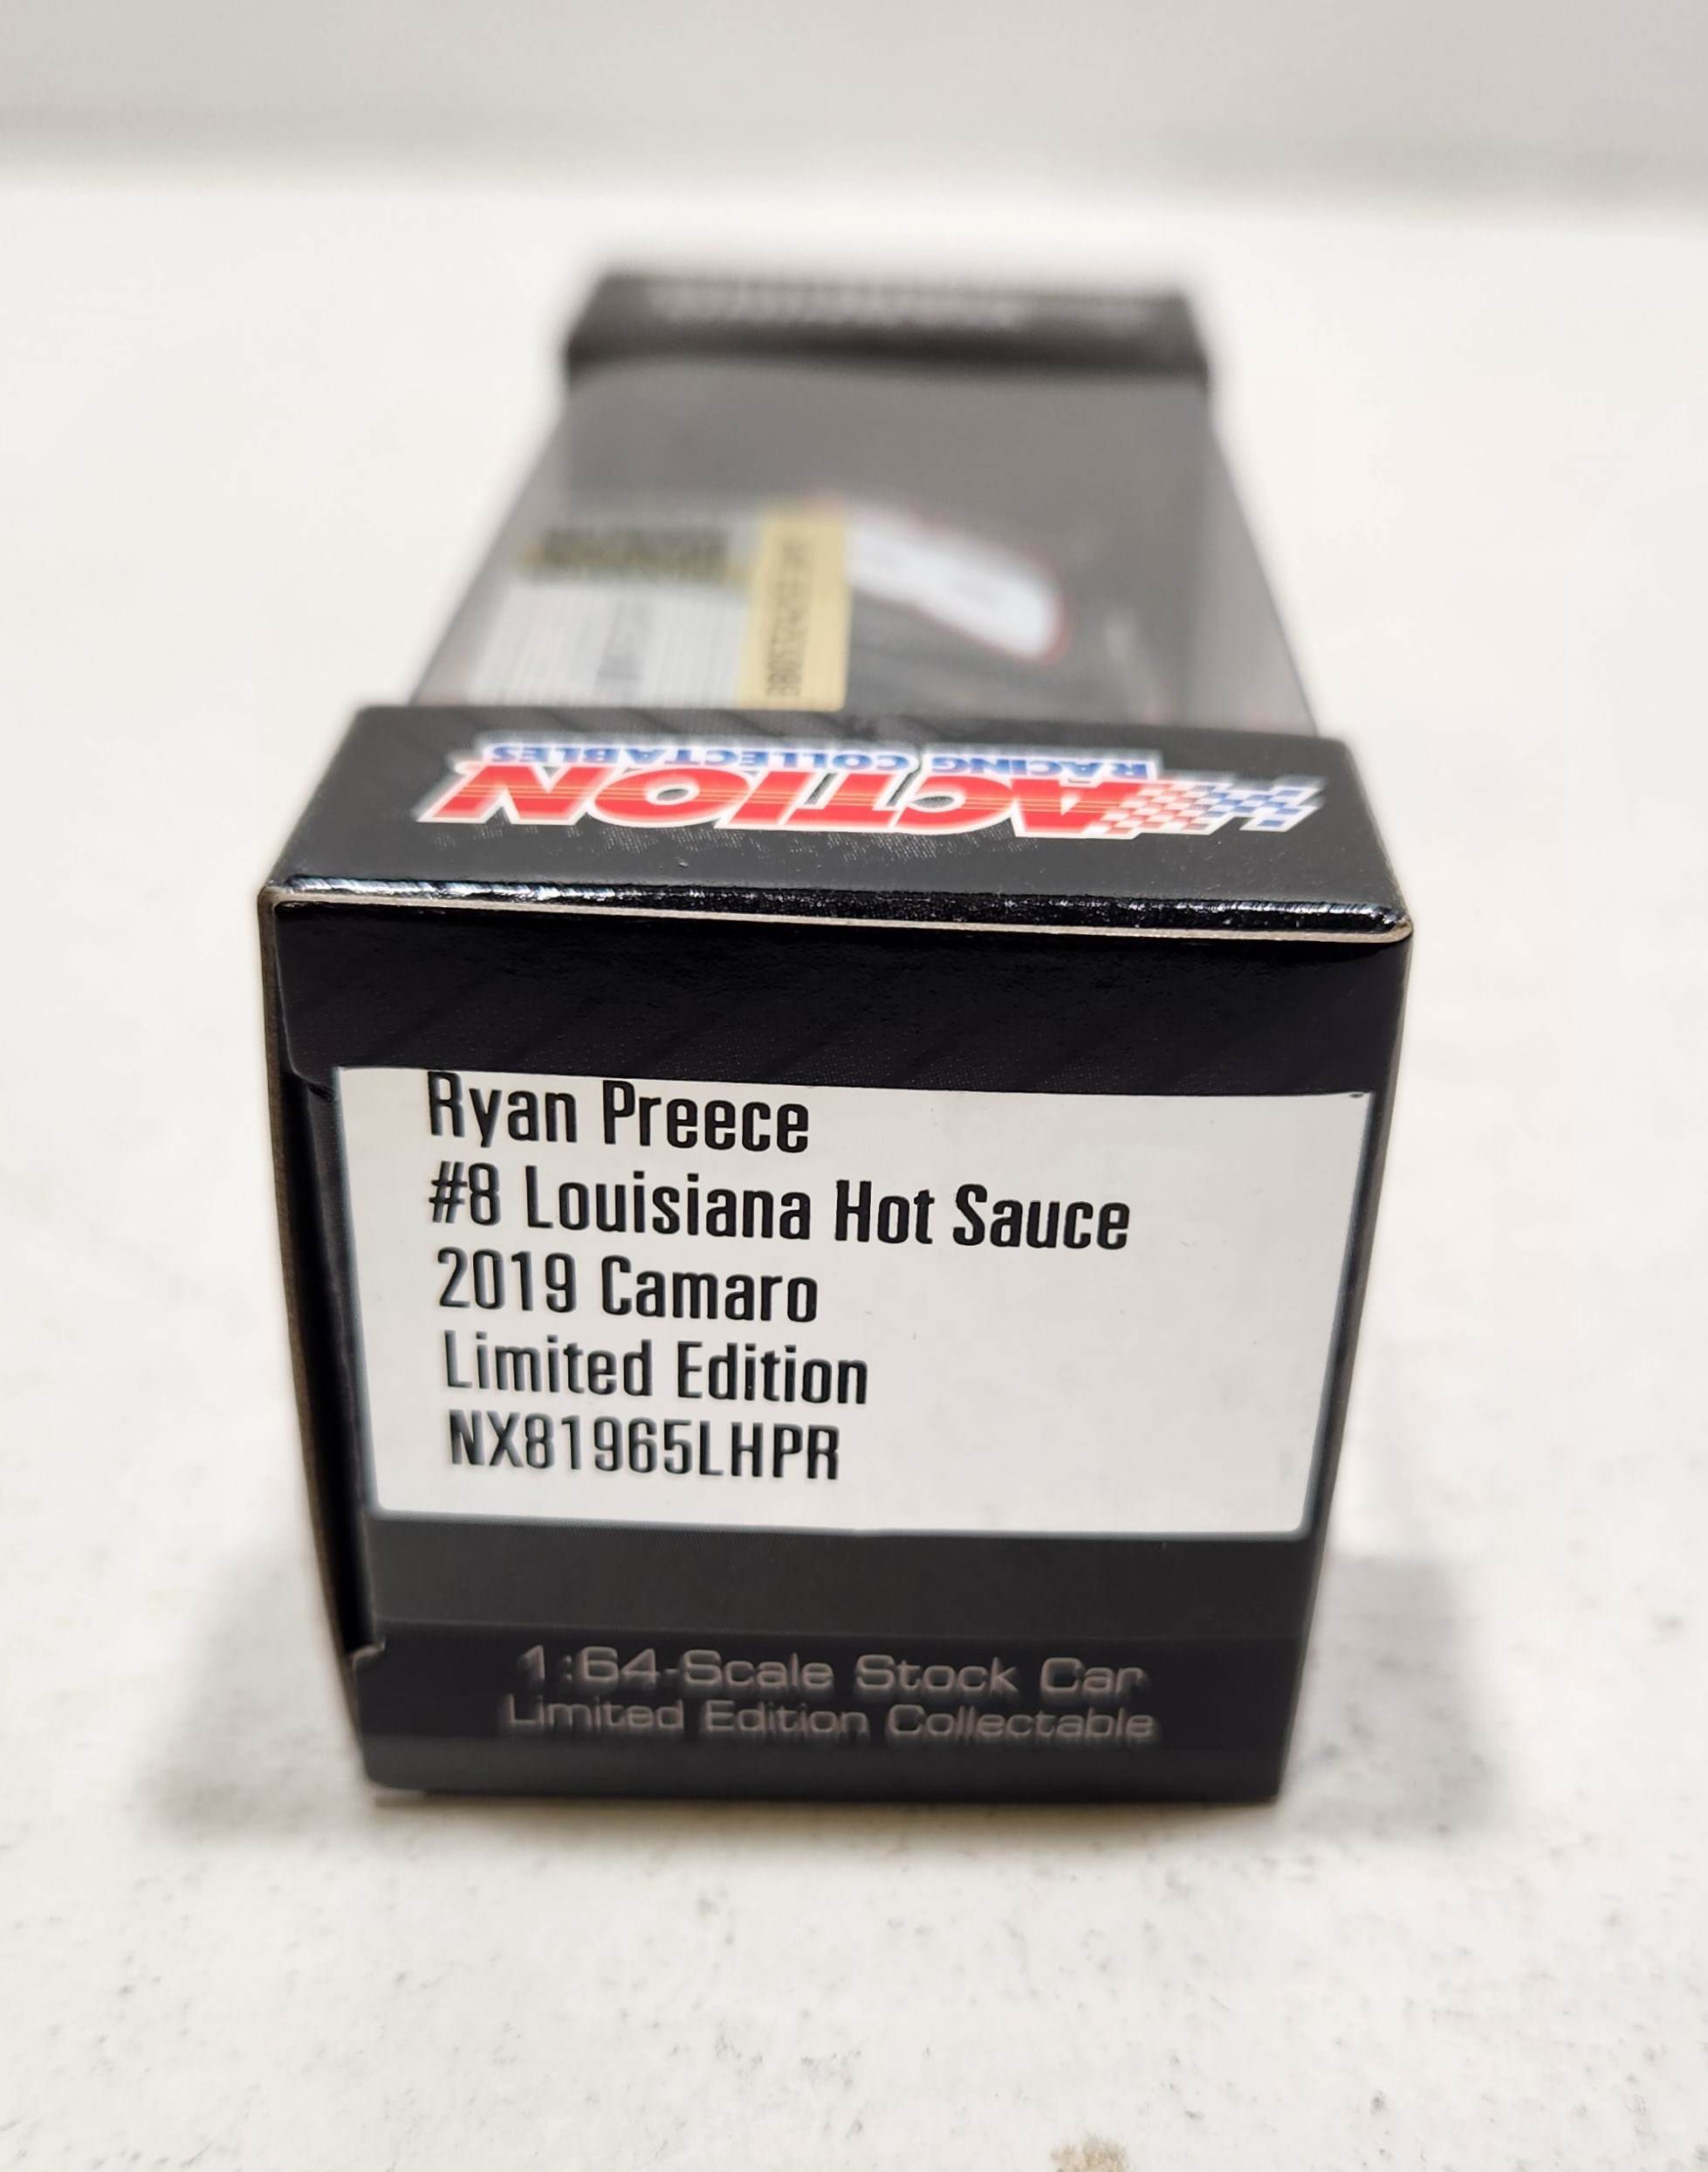 RACING COLLECTABLES
ACTION
Ryan Preece
#8 Louisiana Hot Sauce
2019 Camaro
Limited Edition
NX81965LHPR
1:64-Scale Stock Car
Limited Edition Collectable